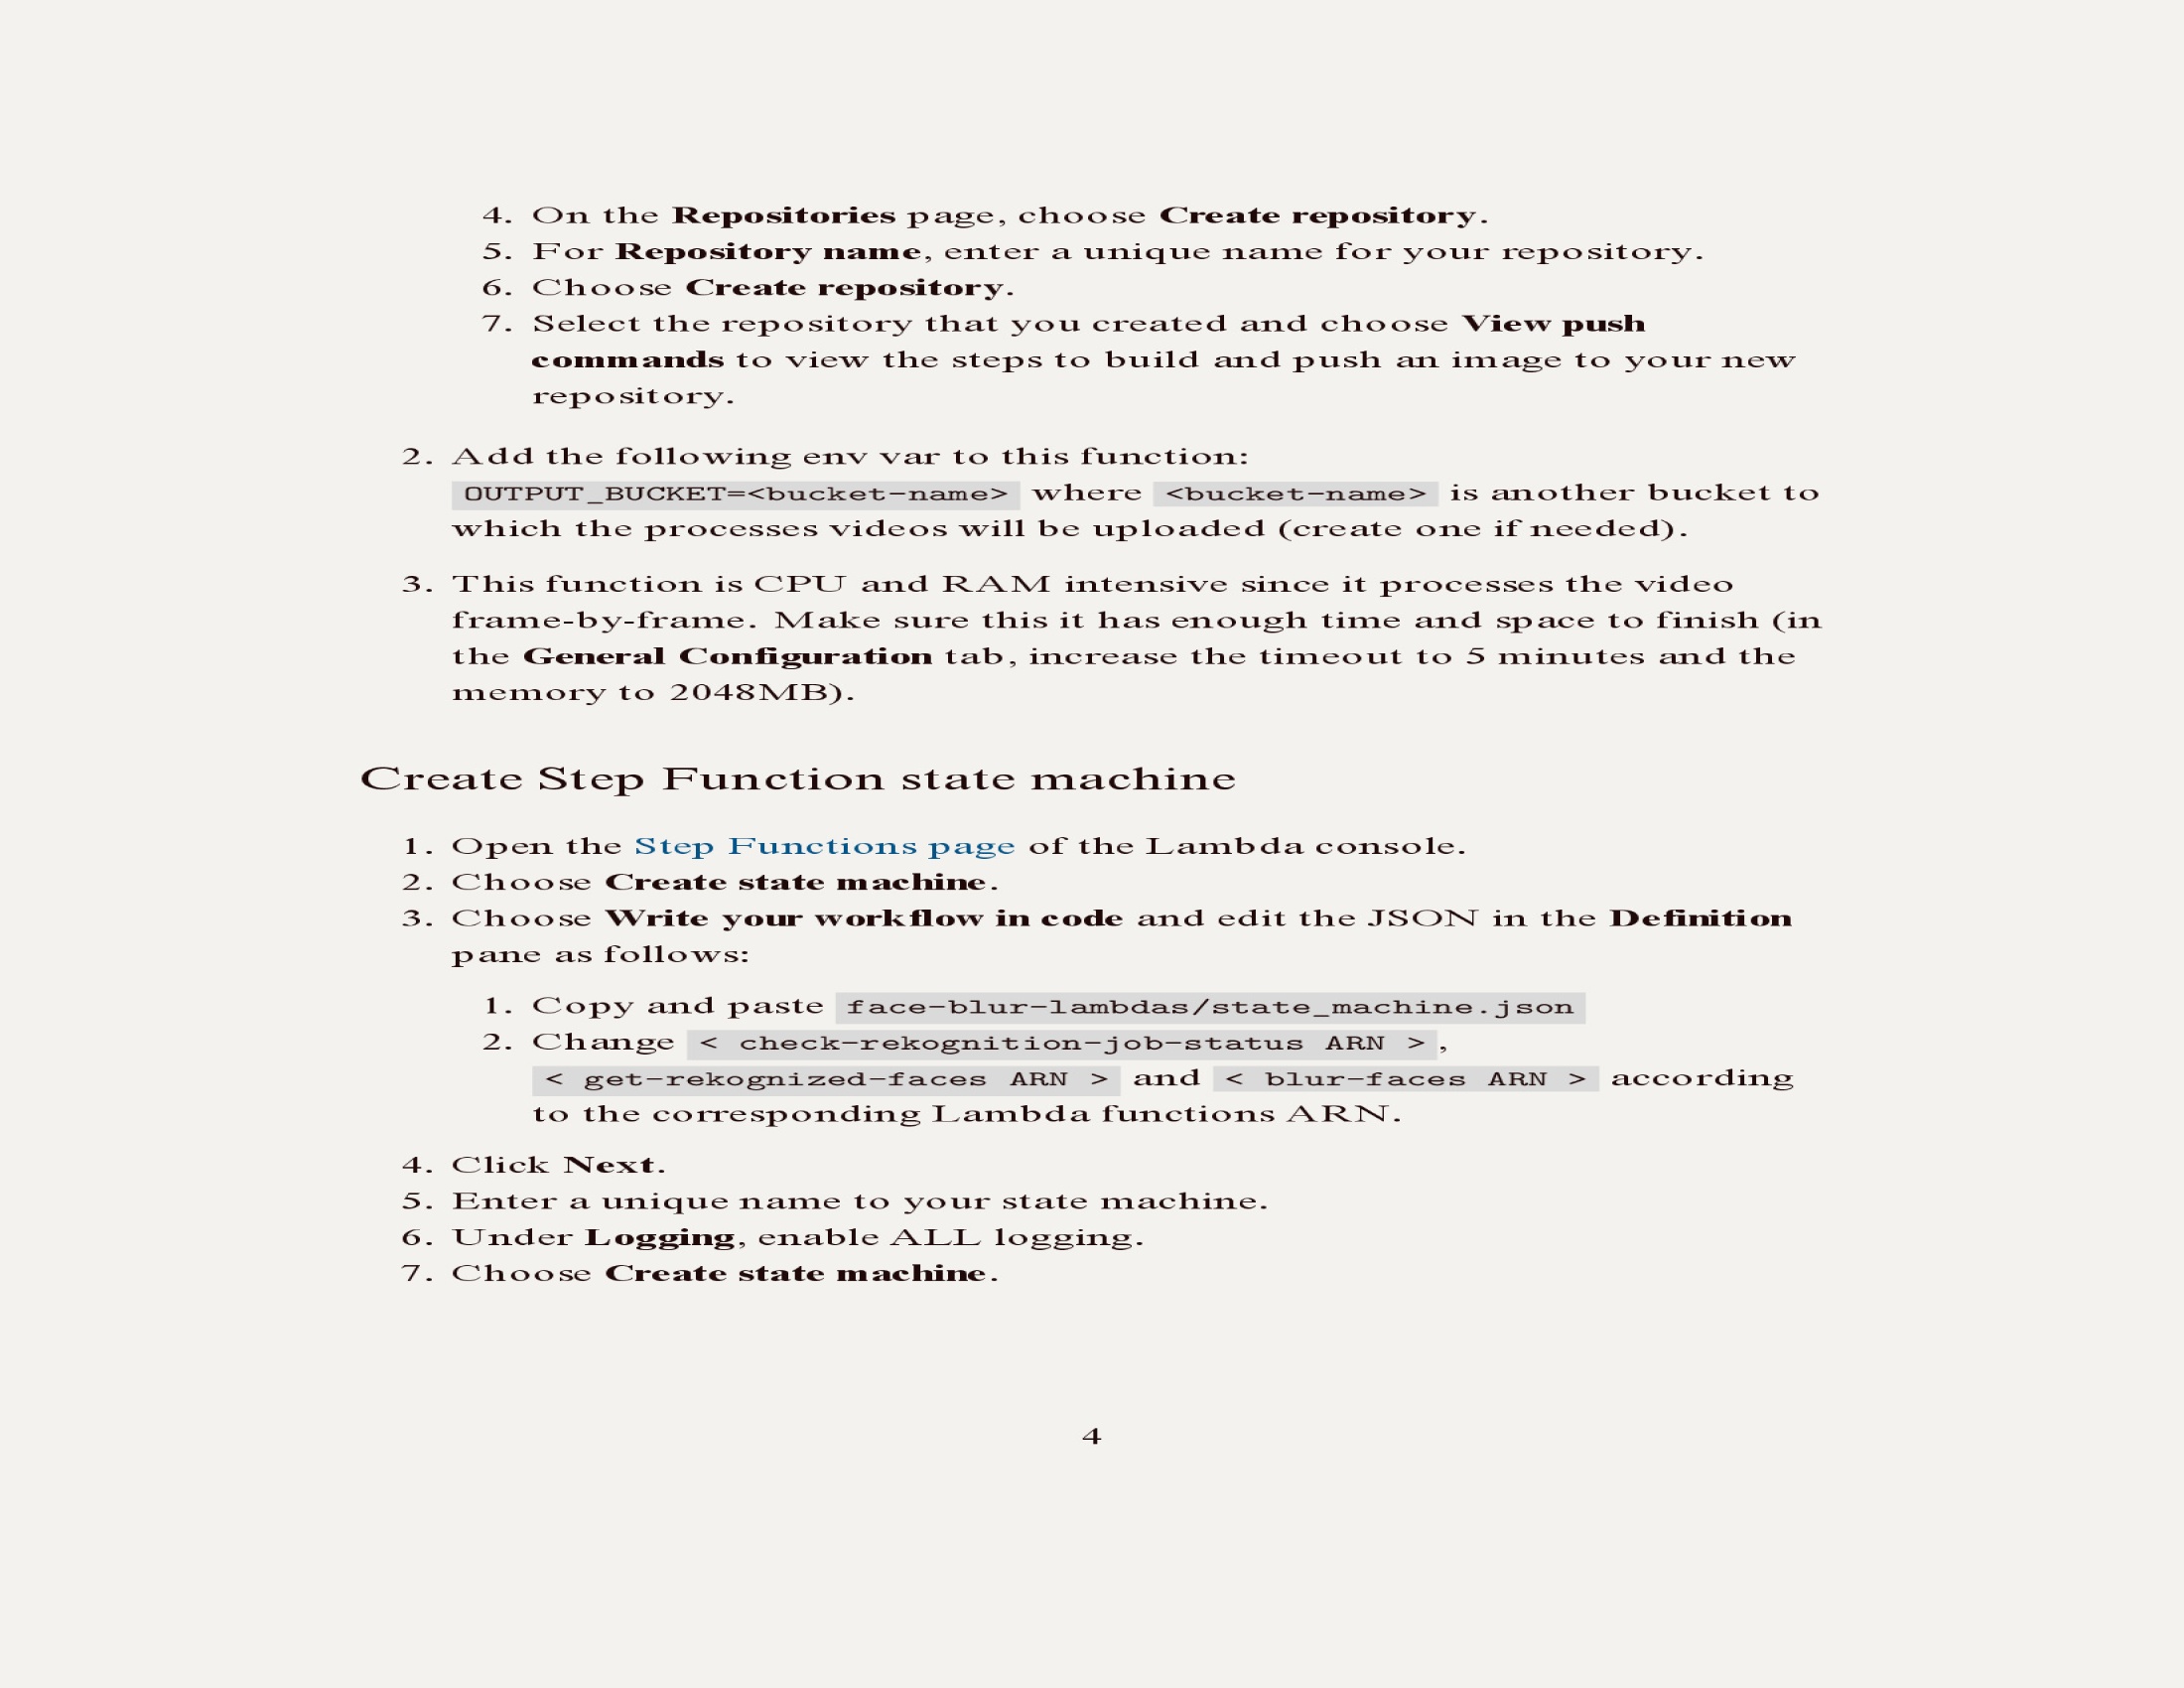 4. On the Repositories page, choose Create repository.
5. For Repository name, enter a unique name for your repository.
6. Choose Create repository.
7. Select the repository that you created and choose View push
commands to view the steps to build and push an image to your new
repository.
2. Add the following env var to this function:
OUTPUT_BUCKET=<bucket-name> where <bucket-name> is another bucket to
which the processes videos will be uploaded (create one if needed).
3. This function is CPU and RAM intensive since it processes the video
frame-by-frame. Make sure this it has enough time and space to finish (in
the General Configuration tab, increase the timeout to 5 minutes and the
memory to 2048MB).
Create Step Function state machine
1. Open the Step Functions page of the Lambda console.
2. Choose Create state machine.
3. Choose Write your workflow in code and edit the JSON in the Definition
pane as follows:
1. Copy and paste face-blur-lambdas/state_machine.json
2. Change < check-rekognition-job-status ARN >,
< get-rekognized-faces ARN > and < blur-faces ARN > according
to the corresponding Lambda functions ARN.
4. Click Next.
5. Enter a unique name to your state machine.
6. Under Logging, enable ALL logging.
7. Choose Create state machine.
4